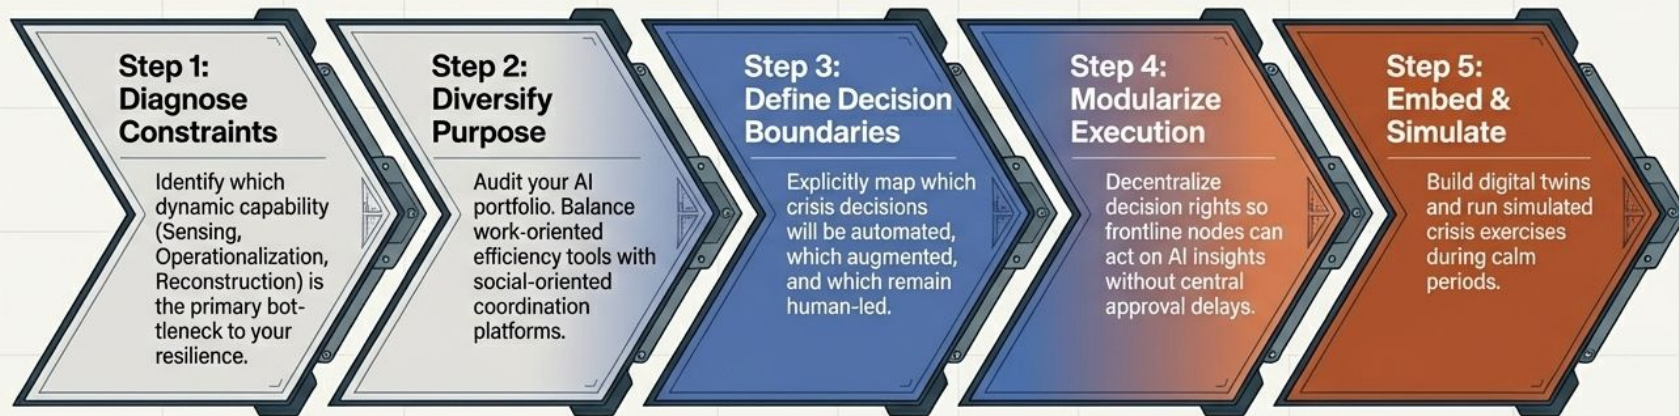 Step 1:
Diagnose
Constraints
Identify which
dynamic capability
(Sensing,
Operationalization,
Reconstruction) is
the primary bot-
tleneck to your
resilience.
Step 2:
Diversify
Purpose
Audit your AI
portfolio. Balance
work-oriented
efficiency tools with
social-oriented
coordination
platforms.
Step 3:
Define Decision
Boundaries
Explicitly map which
crisis decisions
will be automated,
which augmented,
and which remain
human-led.
Step 4:
Modularize
Execution
Decentralize
decision rights so
frontline nodes can
act on AI insights
without central
approval delays.
Step 5:
Embed &
Simulate
Build digital twins
and run simulated
crisis exercises
during calm
periods.